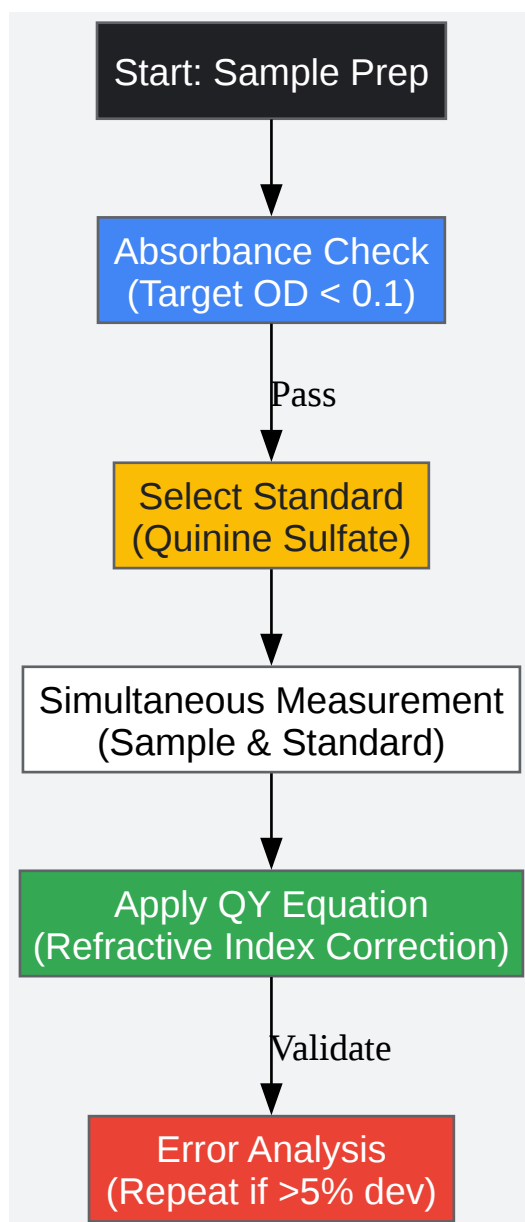 Start: Sample Prep
Absorbance Check
(Target OD < 0.1)
Pass
Select Standard
(Quinine Sulfate)
Simultaneous Measurement
(Sample & Standard)
Apply QY Equation
(Refractive Index Correction)
Validate
Error Analysis
(Repeat if >5% dev)